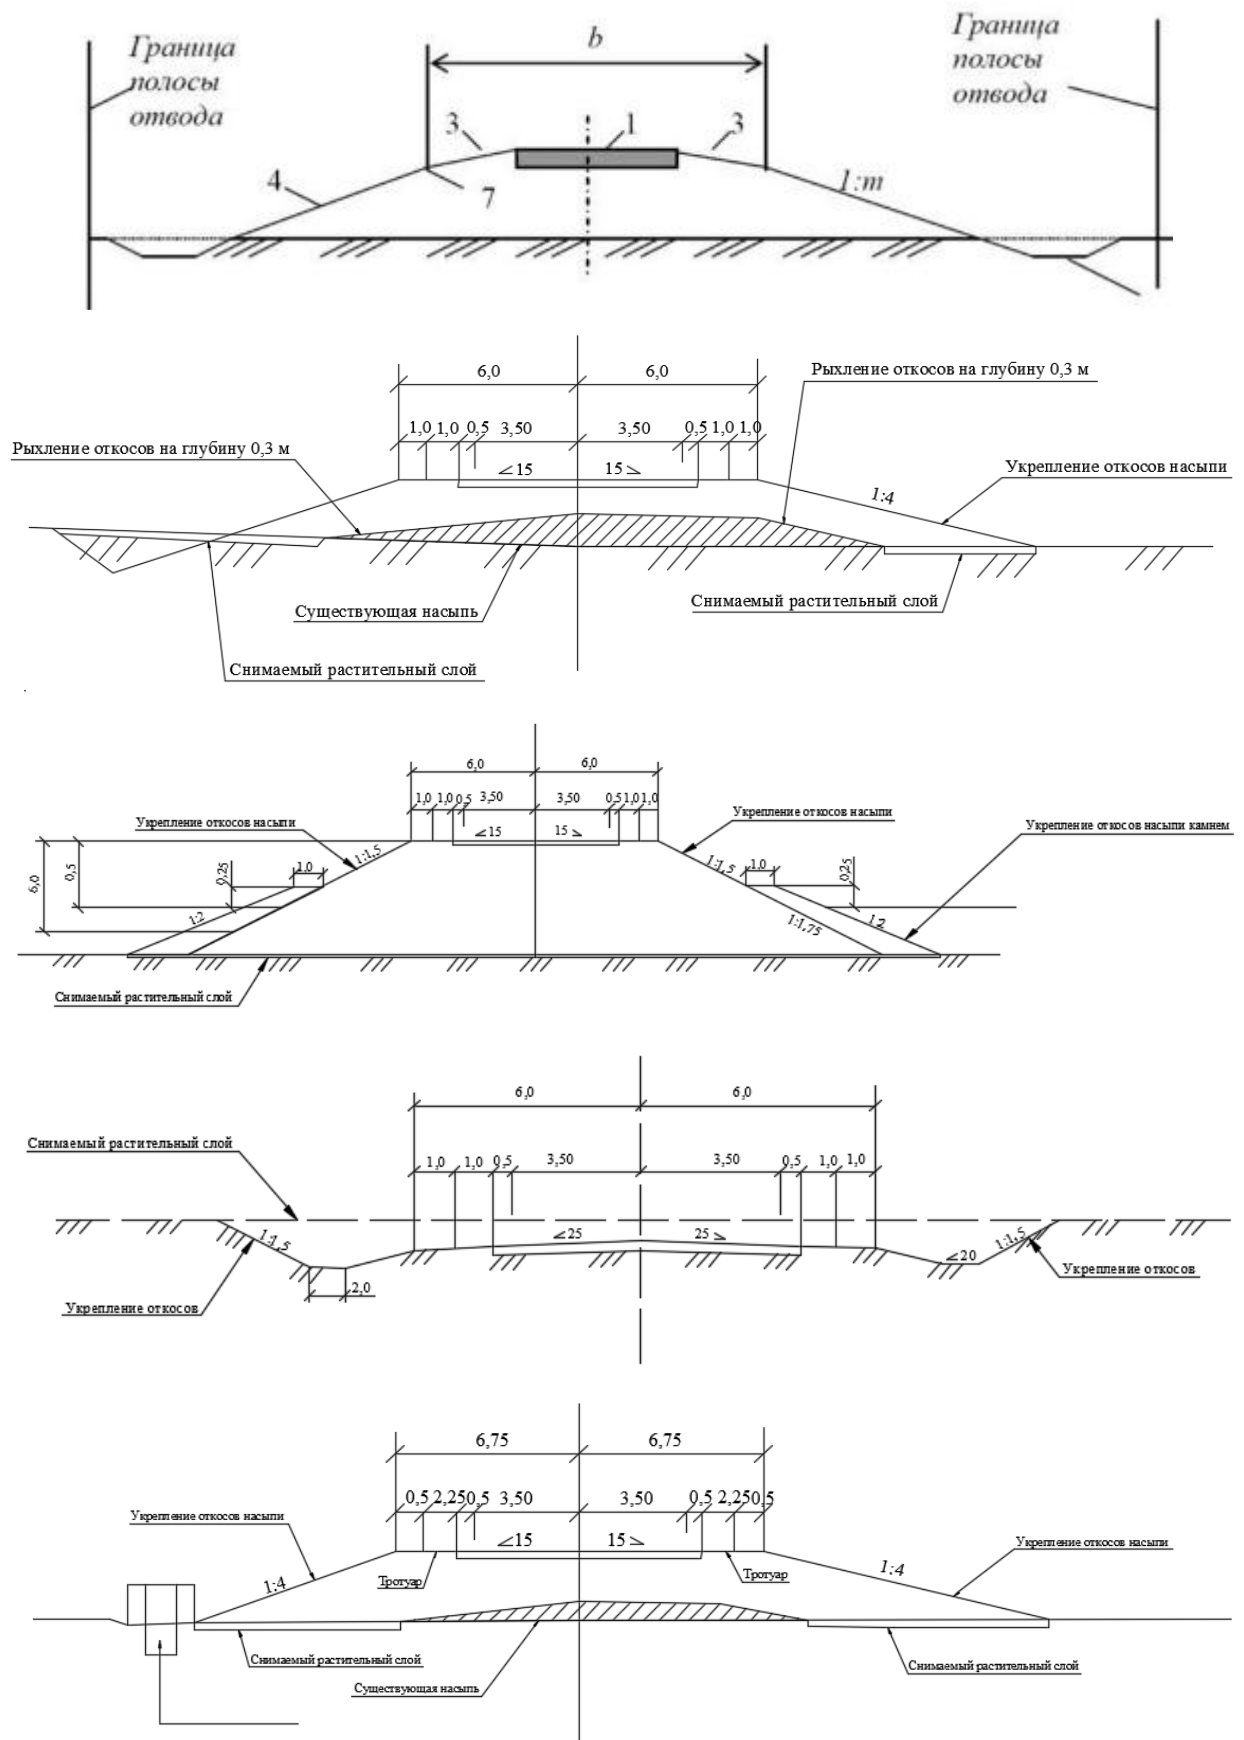 Граница
полосы
отвода
b
Граница
полосы
отвода
3
1
3
4
7
1:m
6,0
6,0
Рыхление откосов на глубину 0,3 м
1,0
1,0
0,5
3,50
3,50
0,5
1,0
1,0
Рыхление откосов на глубину 0,3 м
∠15
15
Укрепление откосов насыпи
1:4
Существующая насыпь
Снимаемый растительный слой
Снимаемый растительный слой
6,0
6,0
1,0
1,0
0,5
3,50
3,50
0,5
1,0
1,0
Укрепление откосов насыпи
Укрепление откосов насыпи
Укрепление откосов насыпи камнем
∠15
15
1:1,5
1:1,5
1,0
1,0
6,0
0,5
0,25
0,25
1:2
1:2
1:1,75
Снимаемый растительный слой
6,0
6,0
Снимаемый растительный слой
1,0
1,0
0,5
3,50
3,50
0,5
1,0
1,0
1:1,5
∠25
25
∠20
1:1,5
Укрепление откосов
2,0
Укрепление откосов
6,75
6,75
0,5
2,25
0,5
3,50
3,50
0,5
2,25
0,5
Укрепление откосов насыпи
∠15
15
Укрепление откосов насыпи
1:4
Тротуар
Тротуар
1:4
Снимаемый растительный слой
Снимаемый растительный слой
Существующая насыпь